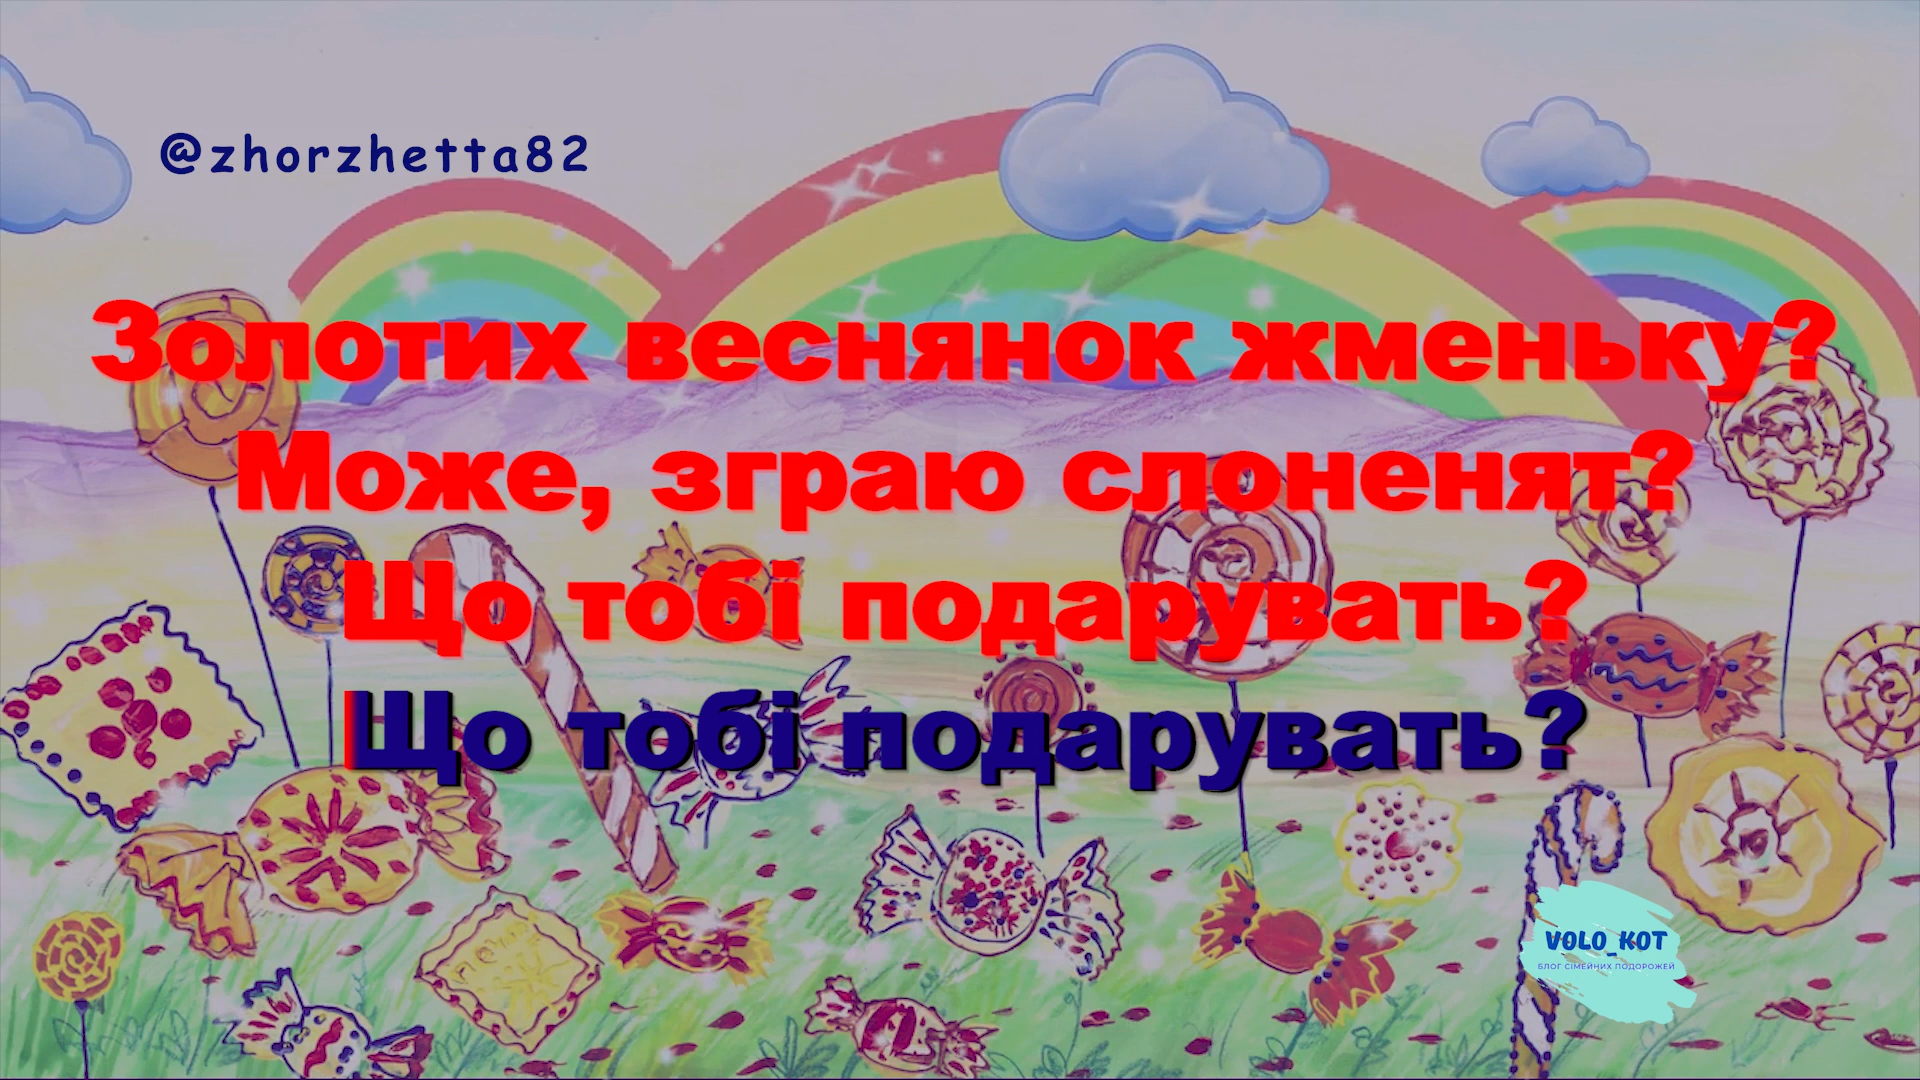 @zhorzhetta82
Золотих веснянок жменьку?
Може, зграю слоненят?
Що тобі подарувать?
Що тобі подарувать?
VOLO_KOT
БЛОГ СІМЕЙНИХ ПОДОРОЖЕЙ